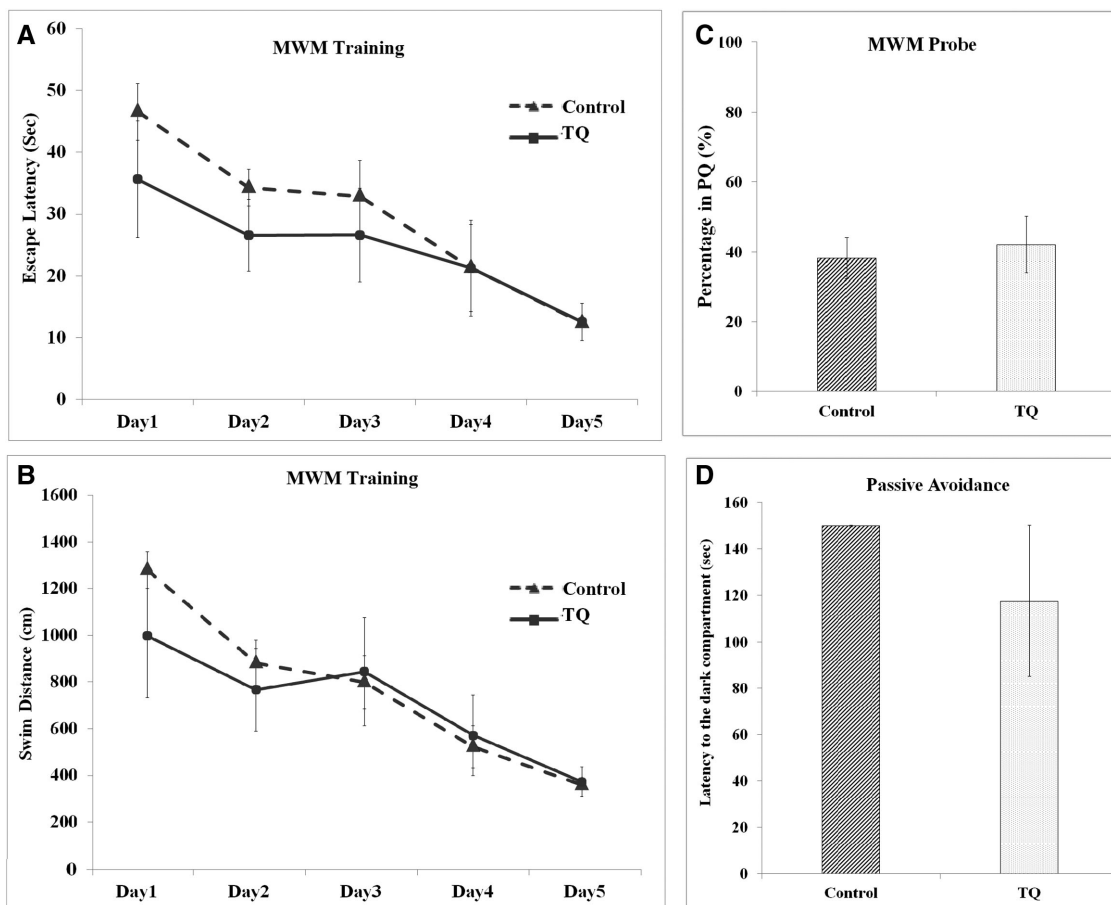 A
MWM Training
Escape Latency (Sec)
60
50
40
30
20
10
0
Control
TQ
Day1 Day2 Day3 Day4 Day5
B
MWM Training
Swim Distance (cm)
1600
1400
1200
1000
800
600
400
200
0
Control
TQ
Day1 Day2 Day3 Day4 Day5
C
MWM Probe
Percentage in PQ (%)
100
80
60
40
20
0
Control TQ
D
Passive Avoidance
Latency to the dark compartment (sec)
160
140
120
100
80
60
40
20
0
Control TQ